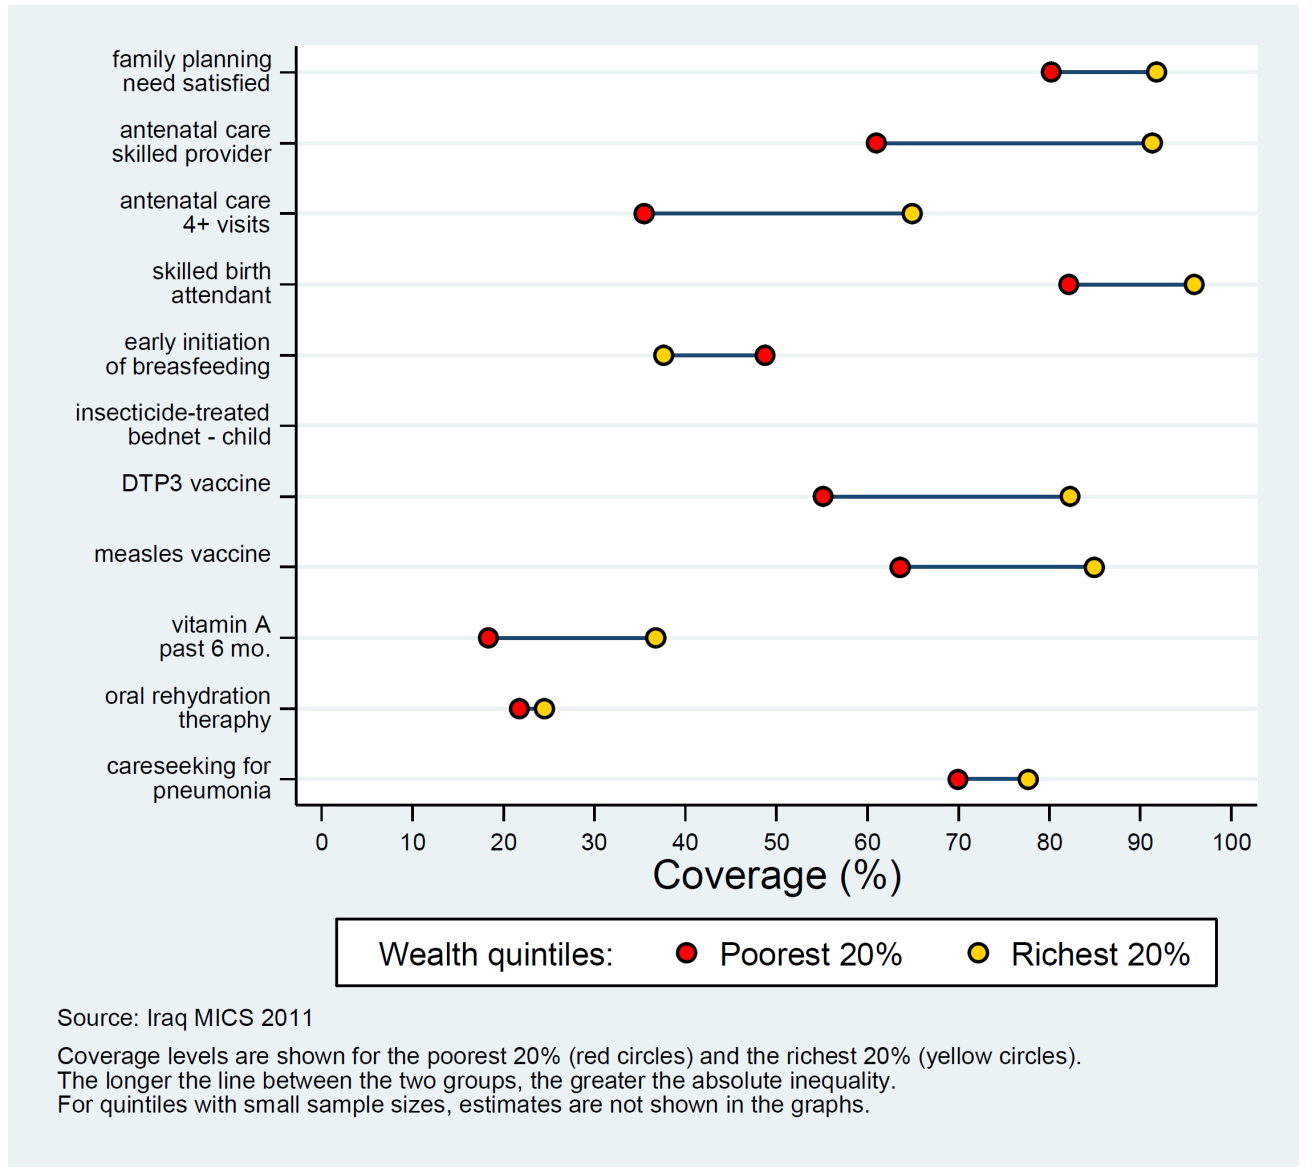 family planning
need satisfied
antenatal care
skilled provider
antenatal care
4+ visits
skilled birth
attendant
early initiation
of breasfeeding
insecticide-treated
bednet - child
DTP3 vaccine
measles vaccine
vitamin A
past 6 mo.
oral rehydration
theraphy
careseeking for
pneumonia
0 10 20 30 40 50 60 70 80 90 100
Coverage (%)
Wealth quintiles: Poorest 20% Richest 20%
Source: Iraq MICS 2011
Coverage levels are shown for the poorest 20% (red circles) and the richest 20% (yellow circles).
The longer the line between the two groups, the greater the absolute inequality.
For quintiles with small sample sizes, estimates are not shown in the graphs.